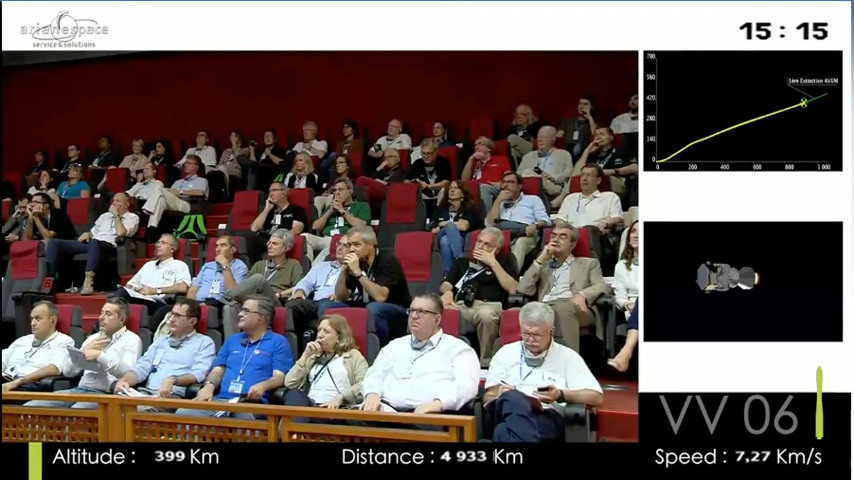 arianespace
service & solutions
15 : 15
700
560
420
280
140
0
1ère Extinction AVUM
200 400 600 800 1 000
VV 06
Altitude : 399 Km
Distance : 4 933 Km
Speed : 7,27 Km/s